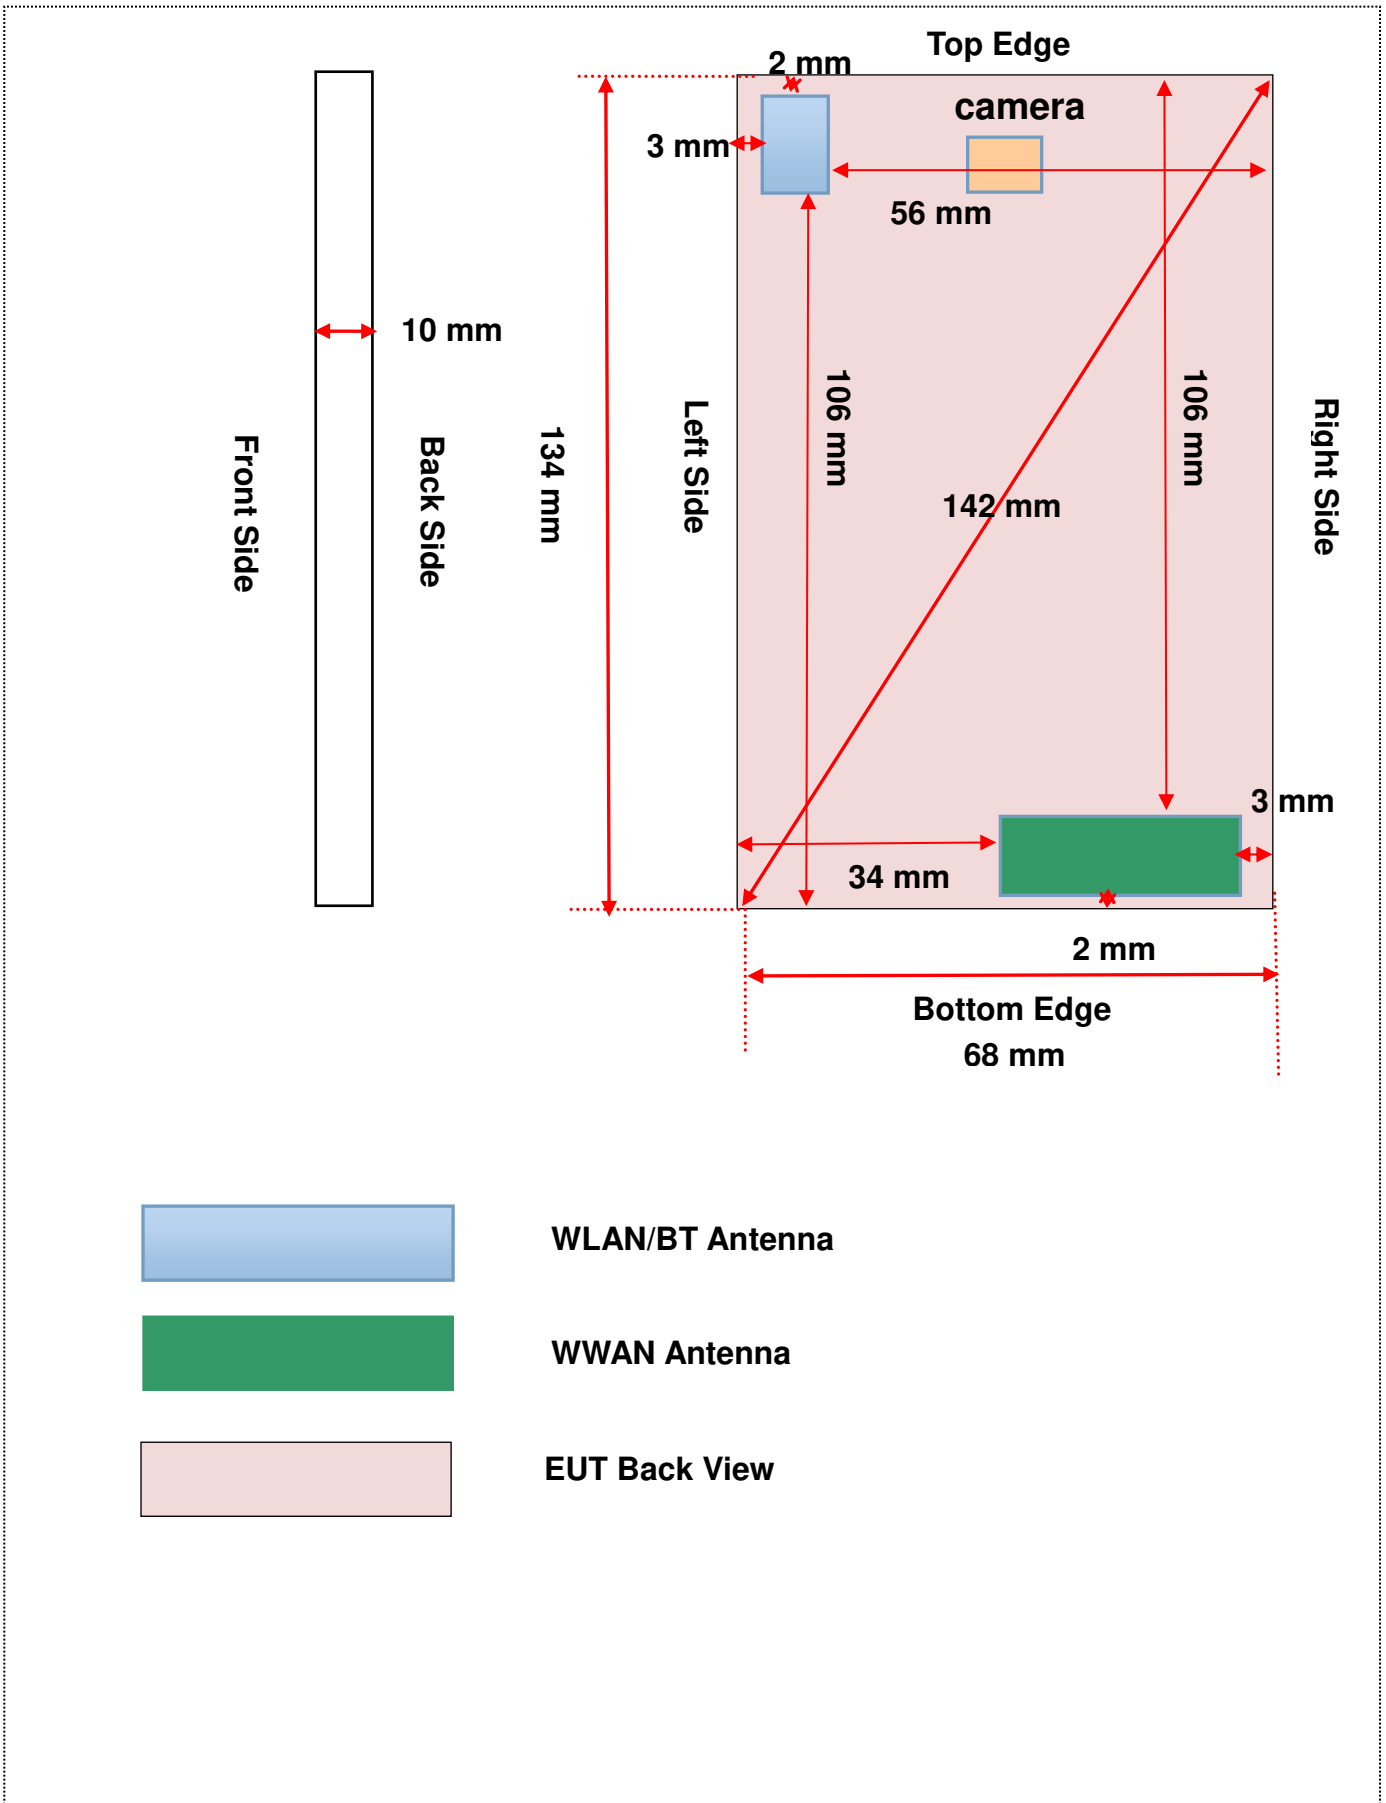 Top Edge
2 mm
camera
3 mm
56 mm
10 mm
106 mm
106 mm
Left Side
Right Side
134 mm
Front Side
Back Side
142 mm
3 mm
34 mm
2 mm
Bottom Edge
68 mm
WLAN/BT Antenna
WWAN Antenna
EUT Back View